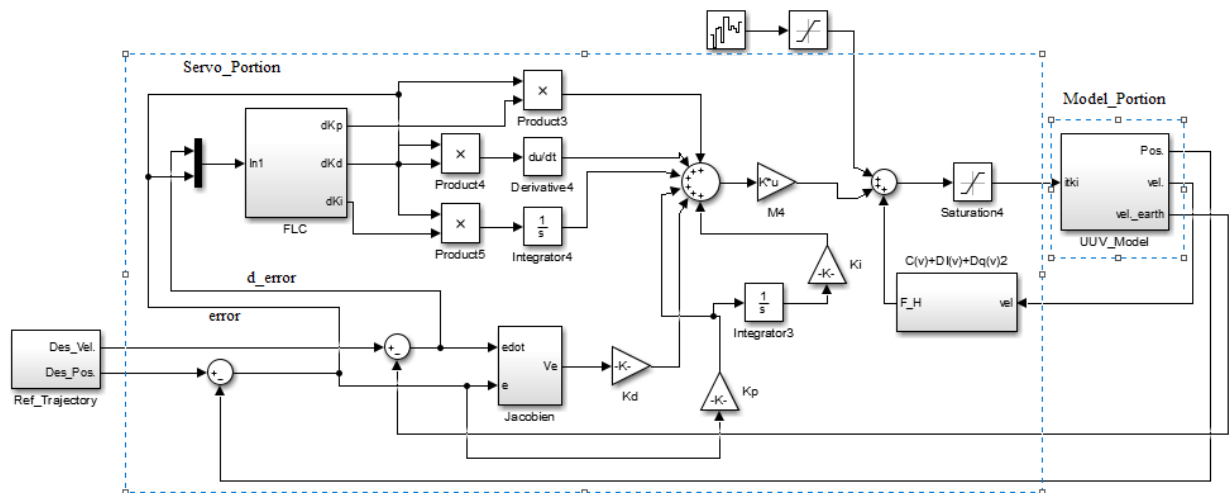 Servo_Portion
Model_Portion
×
Product3
In1
dKp
dKd
dKi
FLC
×
Product4
du/dt
Derivative4
×
Product5
1
s
Integrator4
K*u
M4
Saturation4
itki
Pos.
vel.
vel._earth
UUV_Model
C(v)+Dl(v)+Dq(v)2
F_H
vel
-K-
Ki
1
s
Integrator3
d_error
error
Des_Vel.
Des_Pos.
Ref_Trajectory
edot
e
Ve
Jacobien
-K-
Kd
-K-
Kp